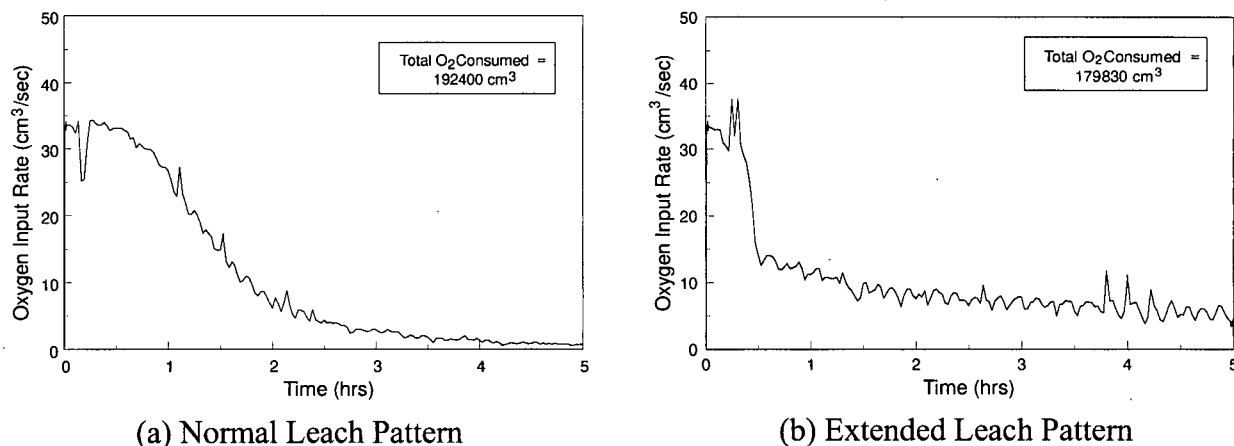 50
40
30
20
10
0
Oxygen Input Rate (cm³/sec)
Total O₂Consumed =
192400 cm³
0 1 2 3 4 5
Time (hrs)
(a) Normal Leach Pattern
50
40
30
20
10
0
Oxygen Input Rate (cm³/sec)
Total O₂Consumed =
179830 cm³
0 1 2 3 4 5
Time (hrs)
(b) Extended Leach Pattern